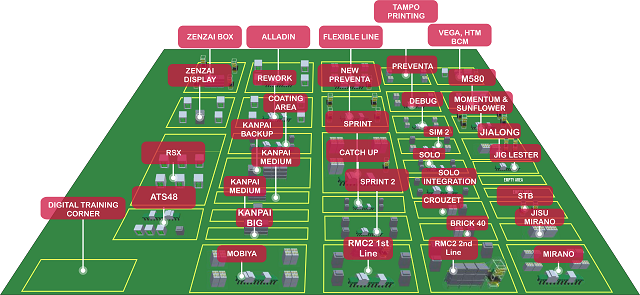 TAMPO
PRINTING
ZENZAI BOX
ALLADIN
FLEXIBLE LINE
VEGA, HTM
BCM
ZENZAI
DISPLAY
REWORK
NEW
PREVENTA
PREVENTA
M580
COATING
AREA
DEBUG
MOMENTUM &
SUNFLOWER
KANPAI
BACKUP
SPRINT
SIM 2
JIALONG
RSX
KANPAI
MEDIUM
CATCH UP
SOLO
JIG LESTER
EMPTY AREA
KANPAI
MEDIUM
SPRINT 2
SOLO
INTEGRATION
ATS48
CROUZET
STB
DIGITAL TRAINING
CORNER
KANPAI
BIG
BRICK 40
JISU
MIRANO
MOBIYA
RMC2 1st
Line
RMC2 2nd
Line
MIRANO